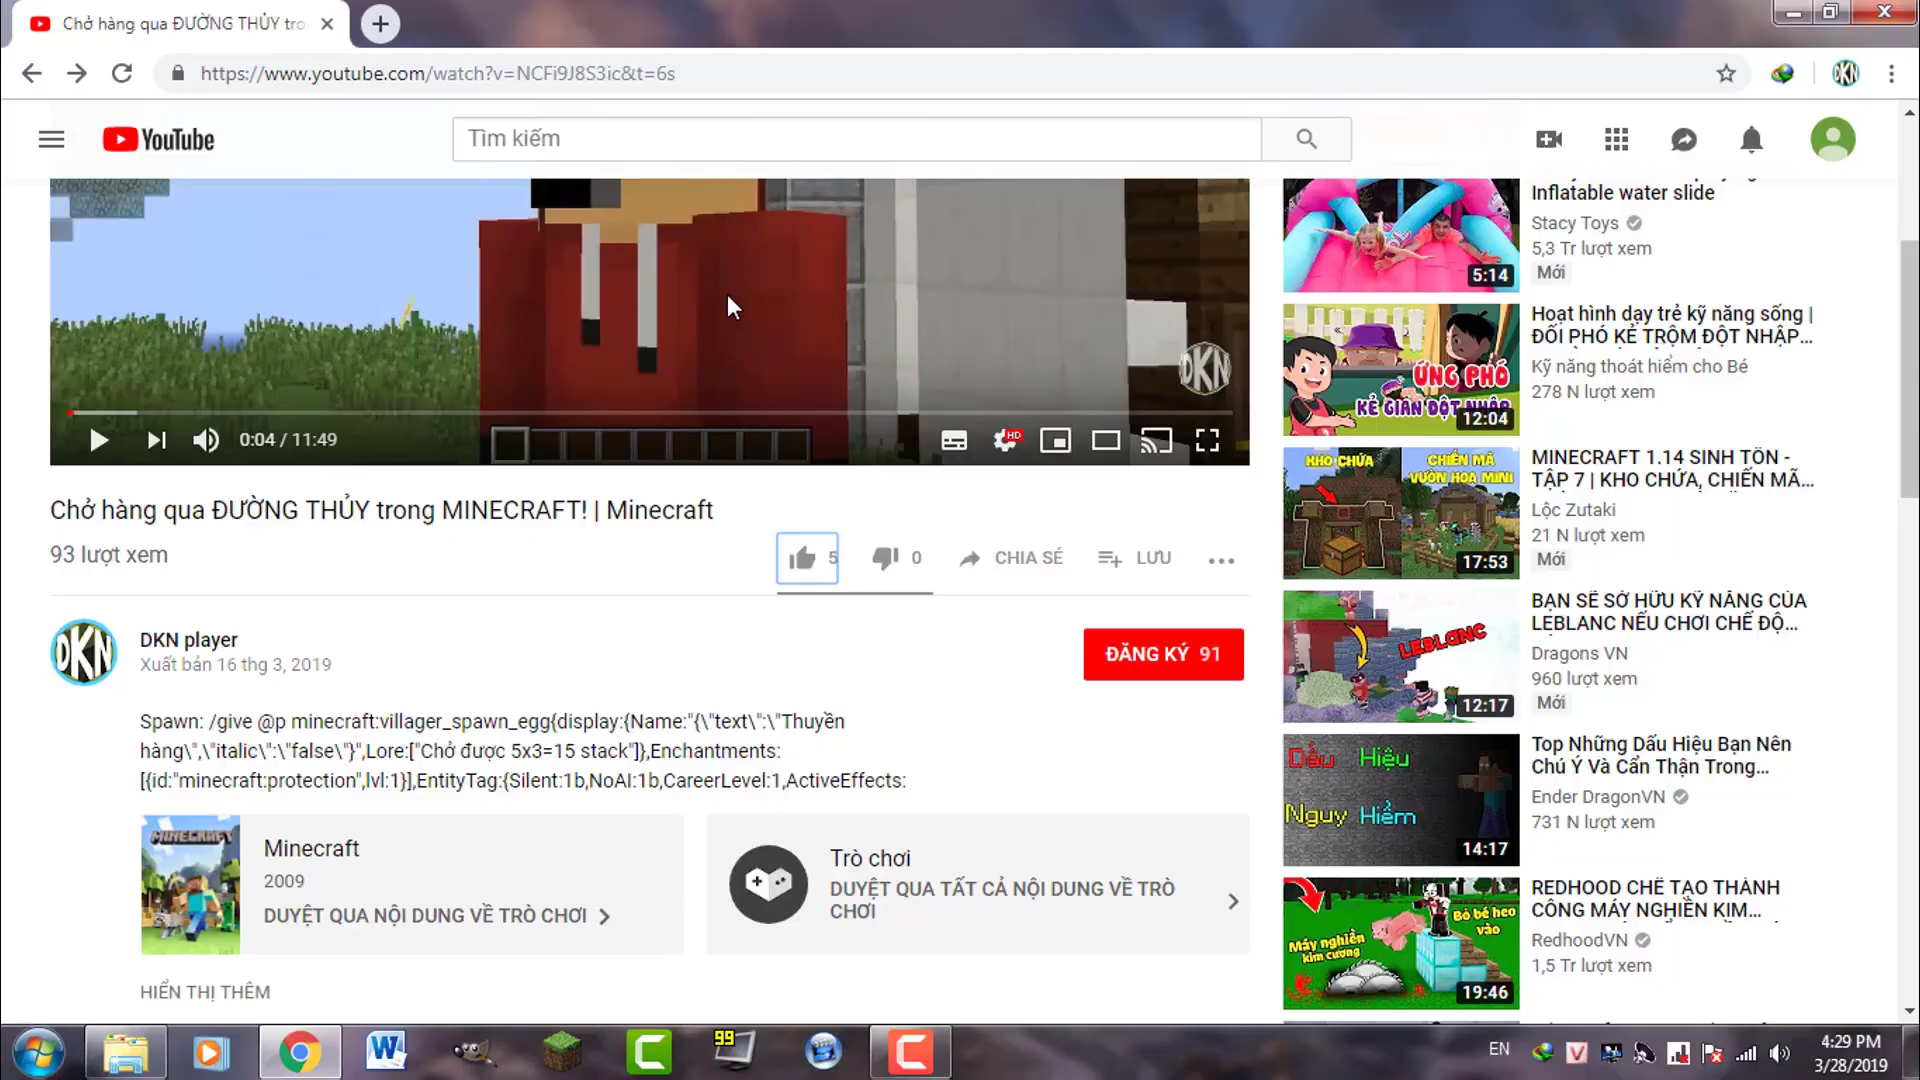 Chở hàng qua ĐƯỜNG THỦY tro
https://www.youtube.com/watch?v=NCFi9J8S3ic&t=6s
YouTube
Tìm kiếm
DKN
0:04 / 11:49
HD
Chở hàng qua ĐƯỜNG THỦY trong MINECRAFT! | Minecraft
93 lượt xem
5
0
CHIA SẺ
LƯU
DKN
DKN player
Xuất bản 16 thg 3, 2019
ĐĂNG KÝ 91
Spawn: /give @p minecraft:villager_spawn_egg{display:{Name:"{\"text\":\"Thuyền
hàng\",\"italic\":\"false\"}",Lore:["Chở được 5x3=15 stack"]},Enchantments:
[{id:"minecraft:protection",lvl:1}],EntityTag:{Silent:1b,NoAI:1b,CareerLevel:1,ActiveEffects:
MINECRAFT
Minecraft
2009
DUYỆT QUA NỘI DUNG VỀ TRÒ CHƠI
Trò chơi
DUYỆT QUA TẤT CẢ NỘI DUNG VỀ TRÒ
CHƠI
HIỂN THỊ THÊM
Inflatable water slide
Stacy Toys
5,3 Tr lượt xem
Mới
5:14
Hoạt hình dạy trẻ kỹ năng sống |
ĐỐI PHÓ KẺ TRỘM ĐỘT NHẬP...
Kỹ năng thoát hiểm cho Bé
278 N lượt xem
ỨNG PHÓ
KẺ GIAN ĐỘT NHẬP
12:04
MINECRAFT 1.14 SINH TỒN -
TẬP 7 | KHO CHỨA, CHIẾN MÃ...
Lộc Zutaki
21 N lượt xem
Mới
KHO CHỨA
CHIẾN MÃ
VƯỜN HOA MINI
17:53
BẠN SẼ SỞ HỮU KỸ NĂNG CỦA
LEBLANC NẾU CHƠI CHẾ ĐỘ...
Dragons VN
960 lượt xem
Mới
LEBLANC
12:17
Top Những Dấu Hiệu Bạn Nên
Chú Ý Và Cẩn Thận Trong...
Ender DragonVN
731 N lượt xem
Dấu Hiệu
Nguy Hiểm
14:17
REDHOOD CHẾ TẠO THÀNH
CÔNG MÁY NGHIỀN KIM...
RedhoodVN
1,5 Tr lượt xem
Bỏ bé heo
vào
Máy nghiền
kim cương
19:46
99
EN
4:29 PM
3/28/2019